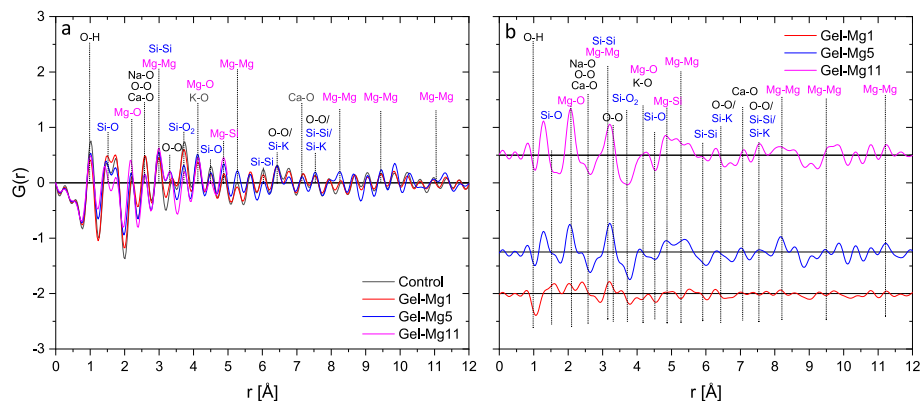 a
O-H
Si-Si
Mg-Mg
Na-O
O-O
Ca-O
Mg-O
Si-O
Mg-O
K-O
Si-O₂
O-O
Mg-Mg
Mg-S
Si-O
Si-Si
O-O/
Si-K
Ca-O
O-O/
Si-Si/
Si-K
Mg-Mg
Mg-Mg
Mg-Mg
G(r)
3
2
1
0
-1
-2
-3
Control
Gel-Mg1
Gel-Mg5
Gel-Mg11
0 1 2 3 4 5 6 7 8 9 10 11 12
r [Å]
b
O-H
Si-Si
Mg-Mg
Na-O
O-O
Ca-O
Mg-O
Si-O
Si-O₂
O-O
Mg-O
K-O
Mg-Mg
Mg-Si
Si-O
Si-Si
O-O/
Si-K
Ca-O
O-O/
Si-Si/
Si-K
Mg-Mg
Mg-Mg
Mg-Mg
Gel-Mg1
Gel-Mg5
Gel-Mg11
0 1 2 3 4 5 6 7 8 9 10 11 12
r [Å]